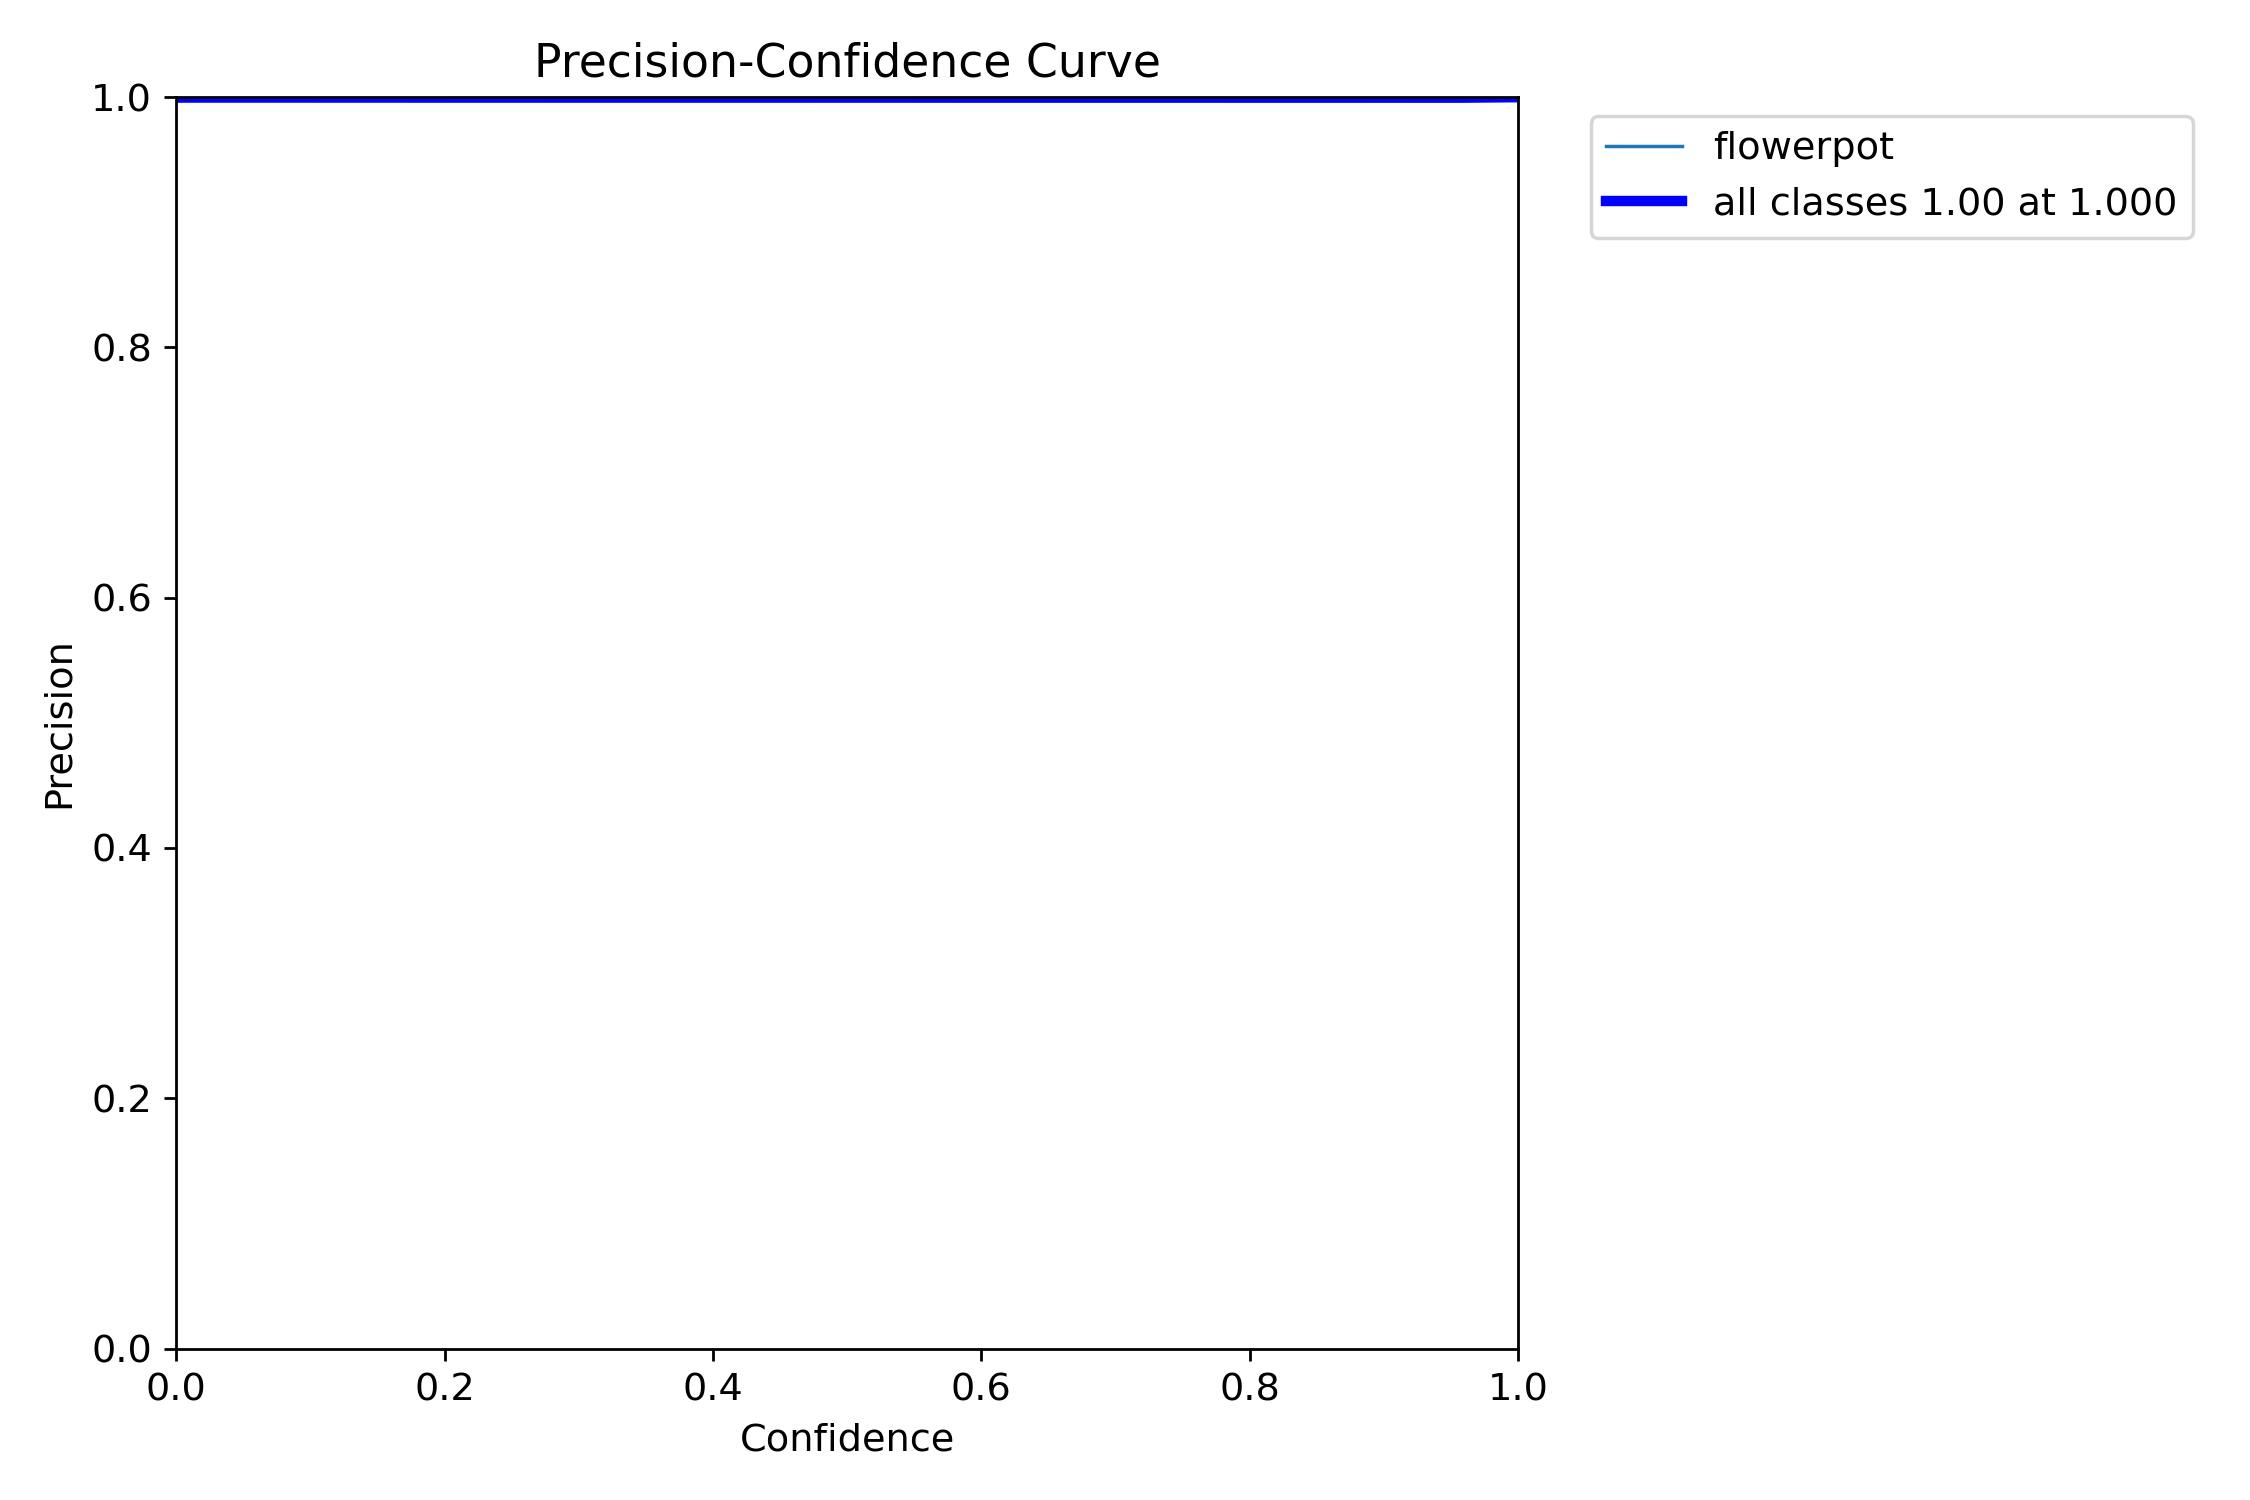 Precision-Confidence Curve
1.0
0.8
0.6
0.4
0.2
0.0
Precision
0.0 0.2 0.4 0.6 0.8 1.0
Confidence
flowerpot
all classes 1.00 at 1.000